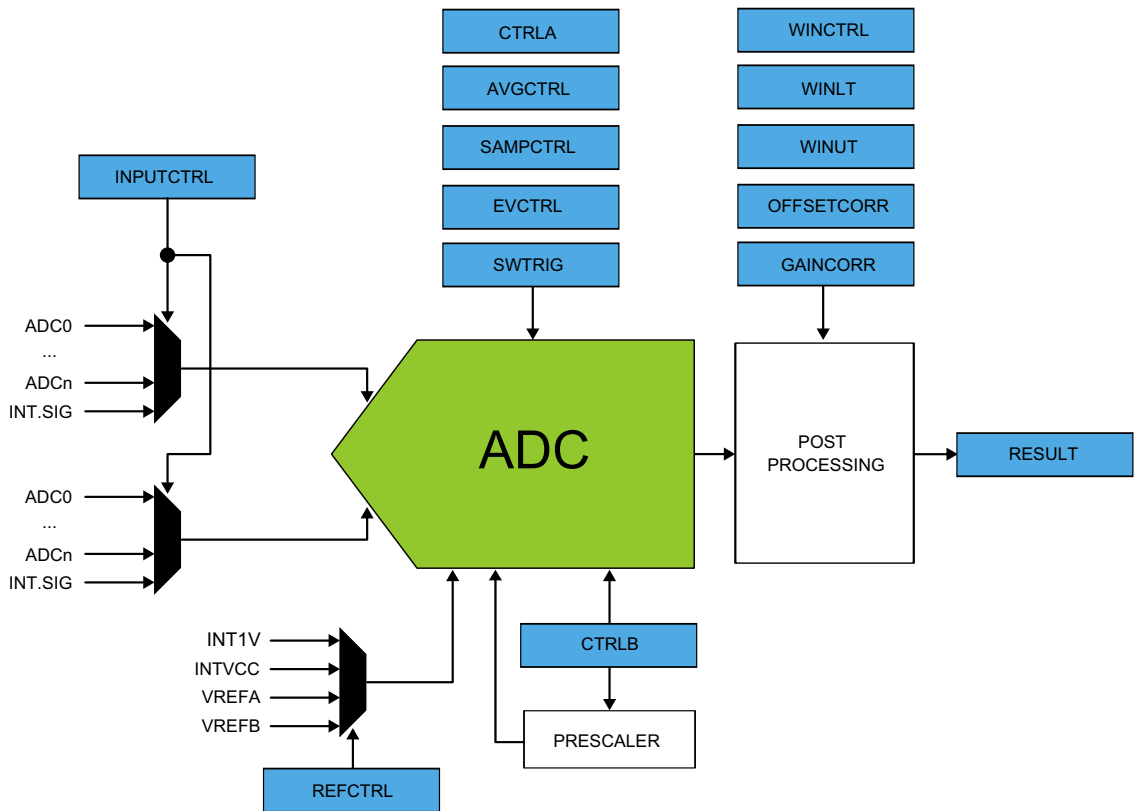 CTRLA
AVGCTRL
SAMPCTRL
EVCTRL
SWTRIG
WINCTRL
WINLT
WINUT
OFFSETCORR
GAINCORR
INPUTCTRL
ADC0
...
ADCn
INT.SIG
ADC0
...
ADCn
INT.SIG
ADC
POST
PROCESSING
RESULT
INT1V
INTVCC
VREFA
VREFB
CTRLB
PRESCALER
REFCTRL